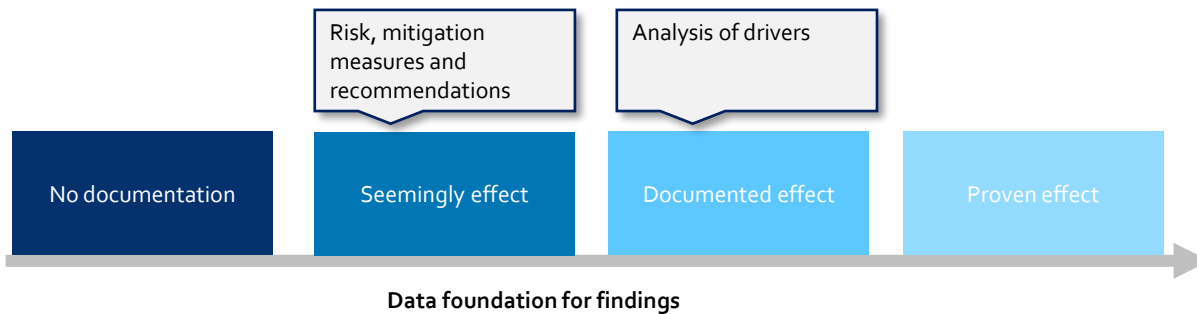 Risk, mitigation
measures and
recommendations
Analysis of drivers
No documentation
Seemingly effect
Documented effect
Proven effect
Data foundation for findings